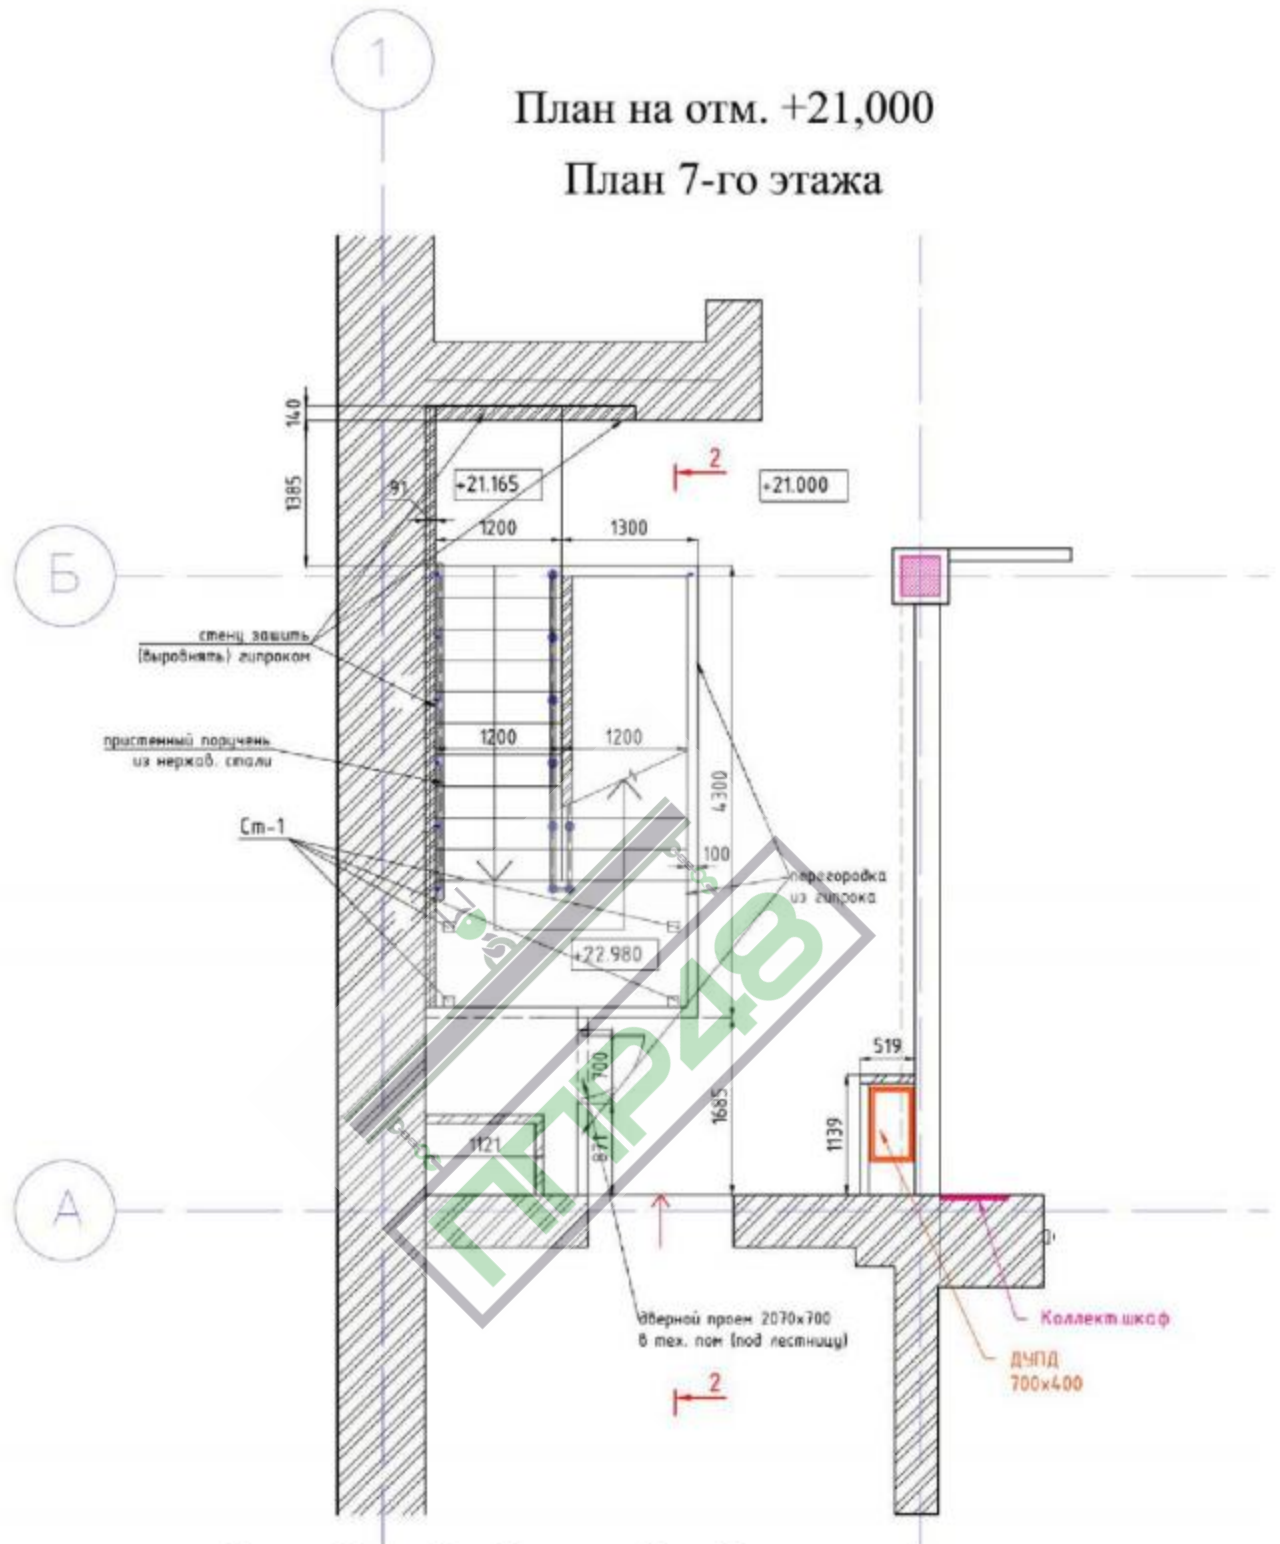 1
План на отм. +21,000
План 7-го этажа
140
1385
91
+21.165
2
+21.000
1200
1300
Б
стену зашить
(выровнять) гипроком
пристенный поручень
из нержав. стали
1200
1200
4300
Ст-1
100
перегородка
из гипрока
+22.980
ППР48
700
871
1685
519
1139
1121
А
дверной проем 2070х700
в тех. пом (под лестницу)
Коллект.шкаф
ДУПД
700х400
2